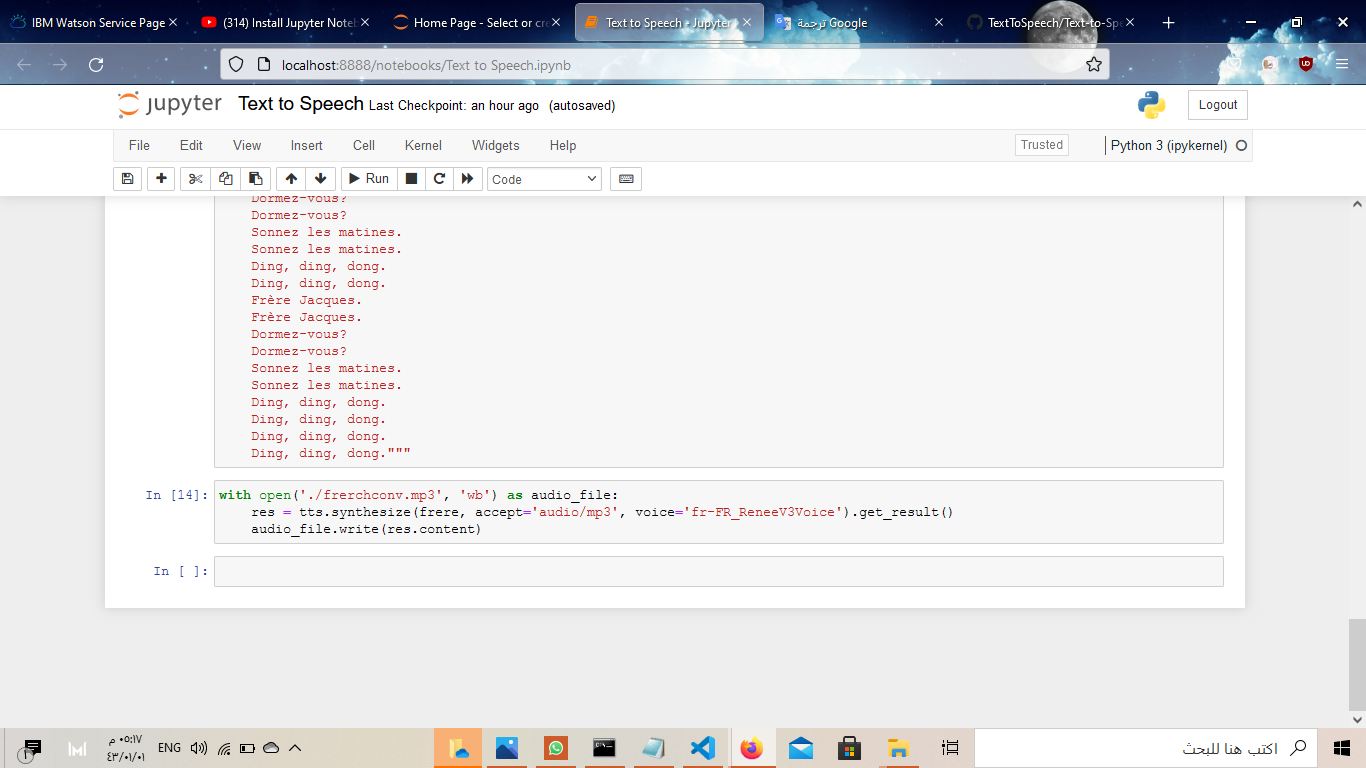 IBM Watson Service Page
(314) Install Jupyter Noteb
Home Page - Select or cre
Text to Speech - Jupyter
ترجمة Google
TextToSpeech/Text-to-Spe
localhost:8888/notebooks/Text to Speech.ipynb
jupyter Text to Speech Last Checkpoint: an hour ago (autosaved)
Logout
File Edit View Insert Cell Kernel Widgets Help
Trusted
Python 3 (ipykernel)
Run
Code
Dormez-vous?
Dormez-vous?
Sonnez les matines.
Sonnez les matines.
Ding, ding, dong.
Ding, ding, dong.
Frère Jacques.
Frère Jacques.
Dormez-vous?
Dormez-vous?
Sonnez les matines.
Sonnez les matines.
Ding, ding, dong.
Ding, ding, dong.
Ding, ding, dong.
Ding, ding, dong."""
In [14]: with open('./frerchconv.mp3', 'wb') as audio_file:
res = tts.synthesize(frere, accept='audio/mp3', voice='fr-FR_ReneeV3Voice').get_result()
audio_file.write(res.content)
In [ ]:
٠٥:١٧ م
٤٣/٠١/٠١
ENG
اكتب هنا للبحث